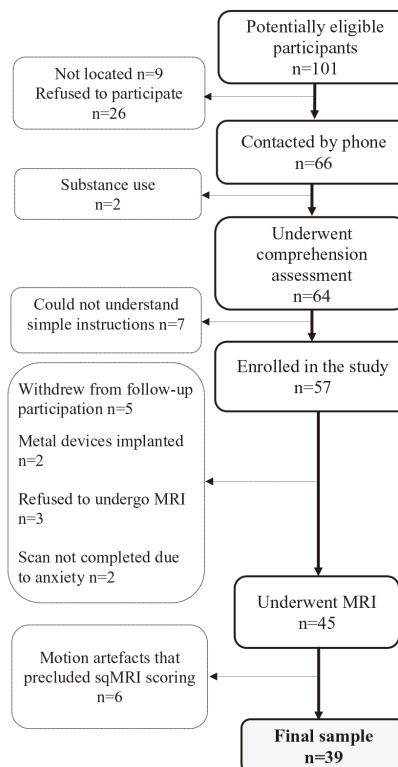 Potentially eligible
participants
n=101
Not located n=9
Refused to participate
n=26
Contacted by phone
n=66
Substance use
n=2
Underwent
comprehension
assessment
n=64
Could not understand
simple instructions n=7
Enrolled in the study
n=57
Withdrew from follow-up
participation n=5
Metal devices implanted
n=2
Refused to undergo MRI
n=3
Scan not completed due
to anxiety n=2
Underwent MRI
n=45
Motion artefacts that
precluded sqMRI scoring
n=6
Final sample
n=39